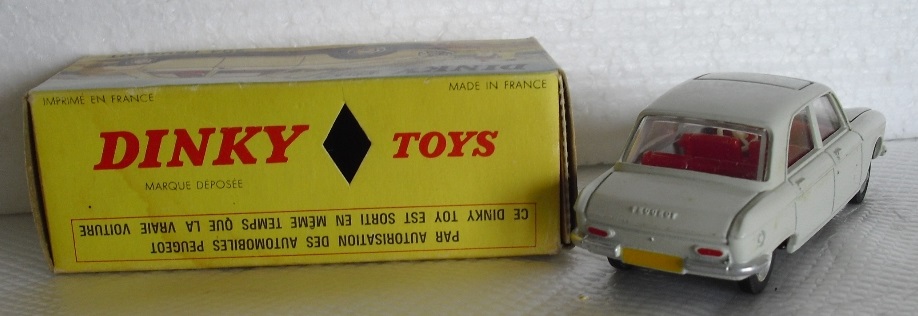 IMPRIMÉ EN FRANCE
MADE IN FRANCE
DINKY TOYS
MARQUE DÉPOSÉE
PAR AUTORISATION DES AUTOMOBILES PEUGEOT
CE DINKY TOY EST SORTI EN MÊME TEMPS QUE LA VRAIE VOITURE
PEUGEOT